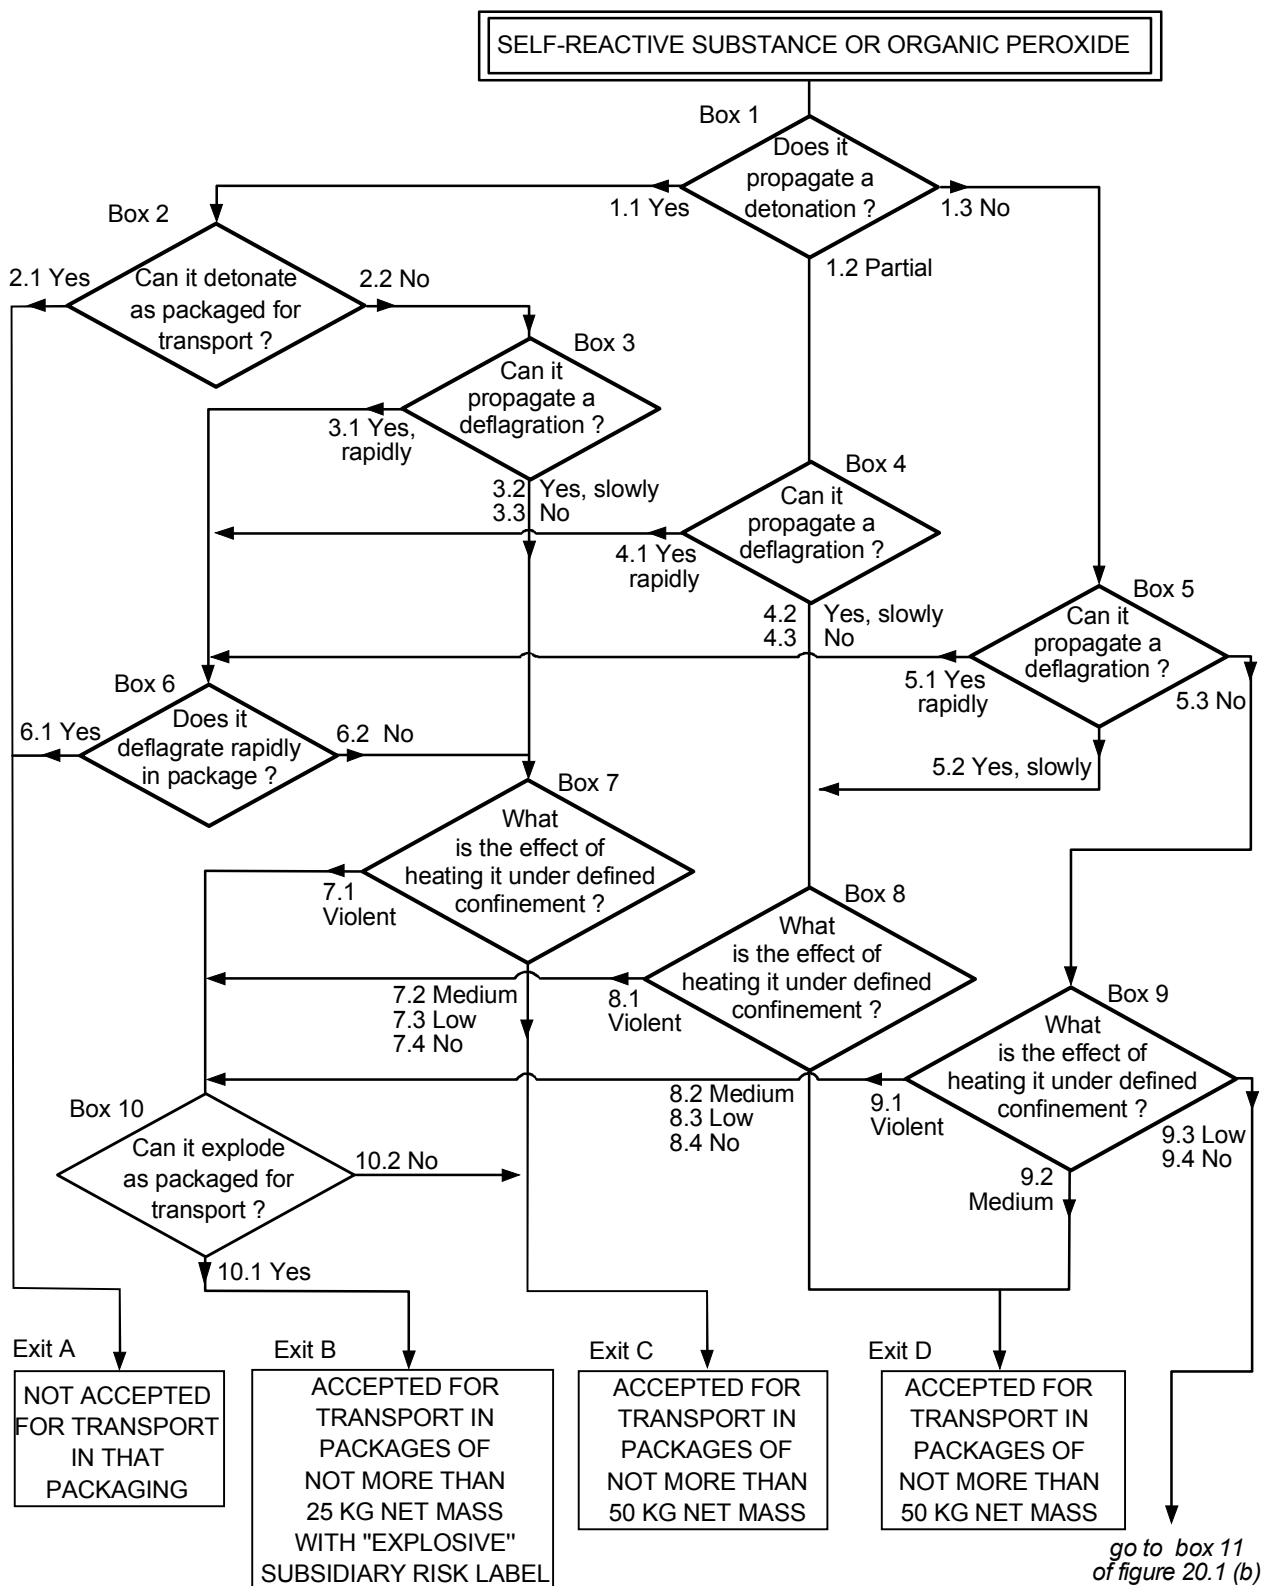 SELF-REACTIVE SUBSTANCE OR ORGANIC PEROXIDE
Box 1
Does it
propagate a
detonation ?
1.1 Yes
1.3 No
1.2 Partial
Box 2
Can it detonate
as packaged for
transport ?
2.1 Yes
2.2 No
Box 3
Can it
propagate a
deflagration ?
3.1 Yes,
rapidly
3.2 Yes, slowly
3.3 No
Box 4
Can it
propagate a
deflagration ?
4.1 Yes
rapidly
4.2 Yes, slowly
4.3 No
Box 5
Can it
propagate a
deflagration ?
5.1 Yes
rapidly
5.3 No
5.2 Yes, slowly
Box 6
Does it
deflagrate rapidly
in package ?
6.1 Yes
6.2 No
Box 7
What
is the effect of
heating it under defined
confinement ?
7.1
Violent
7.2 Medium
7.3 Low
7.4 No
Box 8
What
is the effect of
heating it under defined
confinement ?
8.1
Violent
8.2 Medium
8.3 Low
8.4 No
Box 9
What
is the effect of
heating it under defined
confinement ?
9.1
Violent
9.2
Medium
9.3 Low
9.4 No
Box 10
Can it explode
as packaged for
transport ?
10.2 No
10.1 Yes
Exit A
NOT ACCEPTED
FOR TRANSPORT
IN THAT
PACKAGING
Exit B
ACCEPTED FOR
TRANSPORT IN
PACKAGES OF
NOT MORE THAN
25 KG NET MASS
WITH "EXPLOSIVE"
SUBSIDIARY RISK LABEL
Exit C
ACCEPTED FOR
TRANSPORT IN
PACKAGES OF
NOT MORE THAN
50 KG NET MASS
Exit D
ACCEPTED FOR
TRANSPORT IN
PACKAGES OF
NOT MORE THAN
50 KG NET MASS
go to box 11
of figure 20.1 (b)